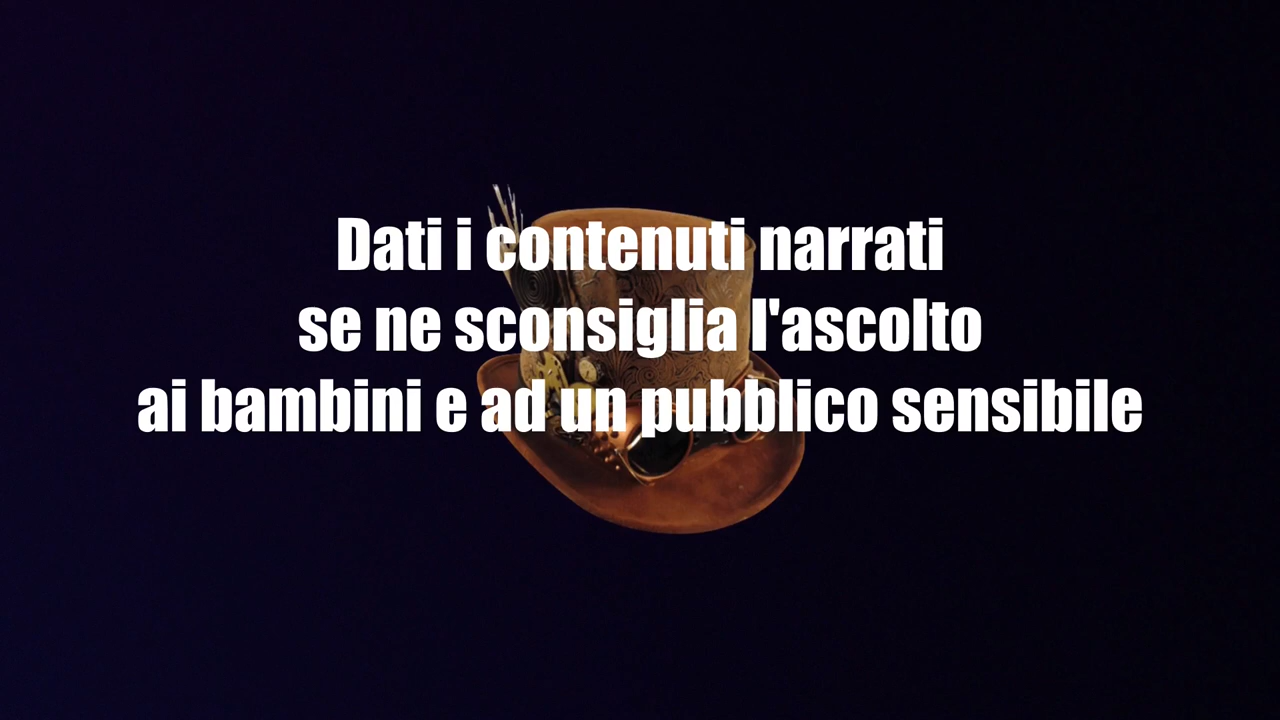 Dati i contenuti narrati
se ne sconsiglia l'ascolto
ai bambini e ad un pubblico sensibile